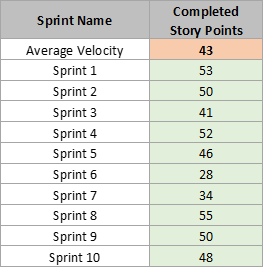 Sprint Name Completed
Story Points
Average Velocity 43
Sprint 1 53
Sprint 2 50
Sprint 3 41
Sprint 4 52
Sprint 5 46
Sprint 6 28
Sprint 7 34
Sprint 8 55
Sprint 9 50
Sprint 10 48